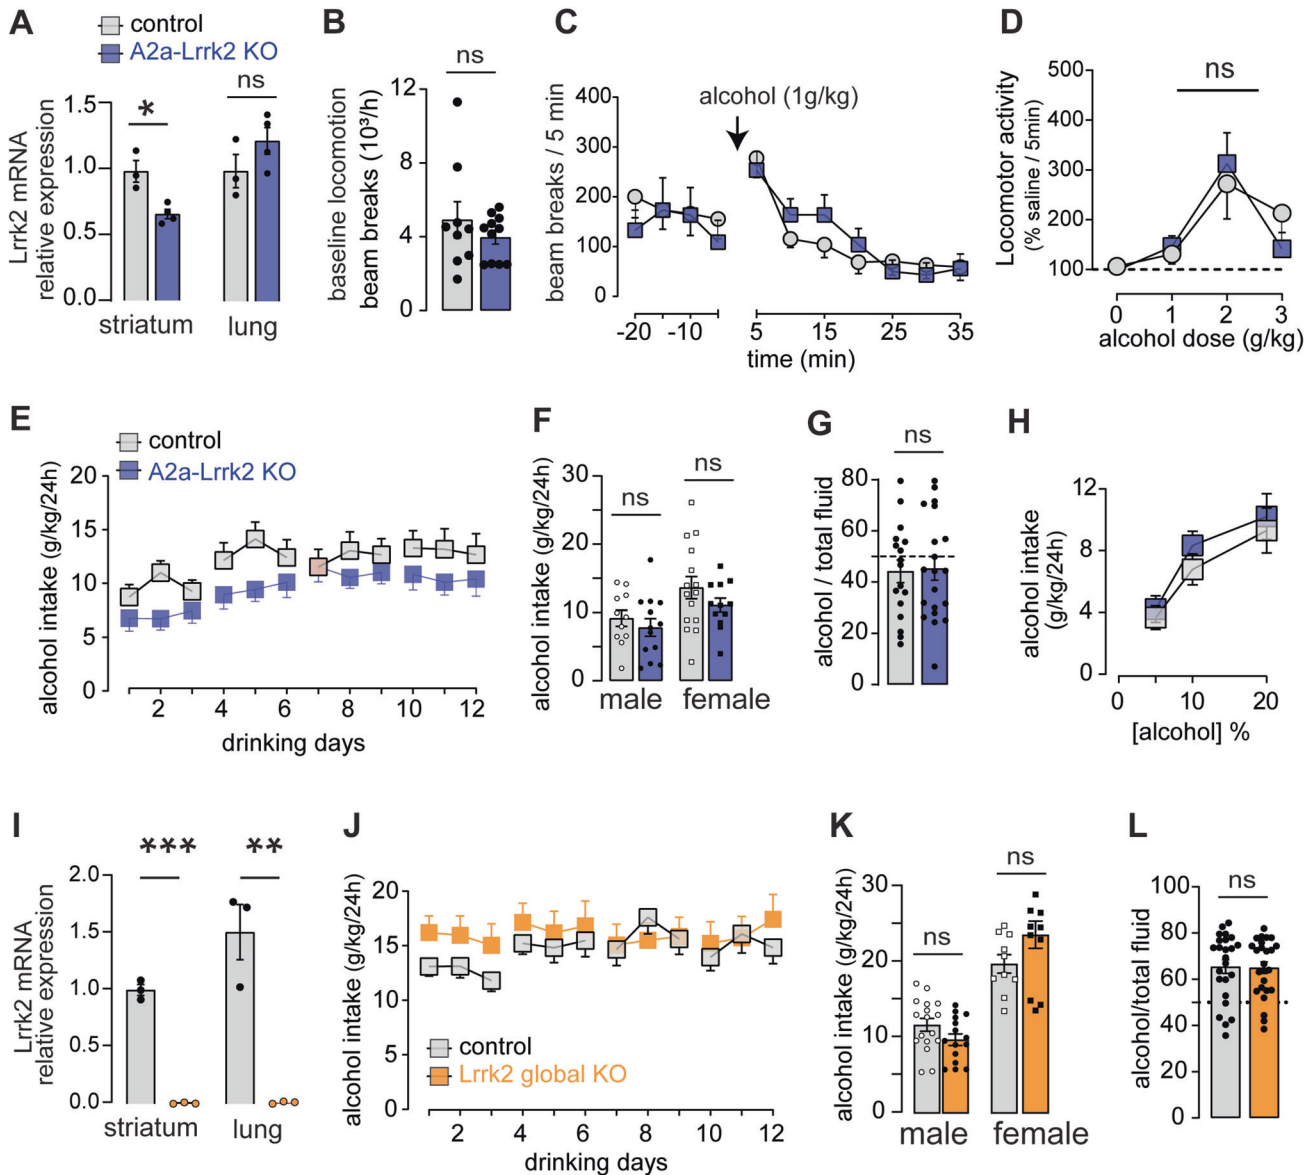 A
control
A2a-Lrrk2 KO
Lrrk2 mRNA
relative expression
1.5
1.0
0.5
0.0
*
ns
striatum
lung
B
baseline locomotion
beam breaks (10³/h)
12
8
4
0
ns
C
beam breaks / 5 min
400
300
200
100
0
alcohol (1g/kg)
-20
-10
5
15
25
35
time (min)
D
Locomotor activity
(% saline / 5min)
500
400
300
200
100
ns
0
1
2
3
alcohol dose (g/kg)
E
control
A2a-Lrrk2 KO
alcohol intake (g/kg/24h)
20
15
10
5
0
2
4
6
8
10
12
drinking days
F
alcohol intake (g/kg/24h)
30
20
10
0
ns
ns
male
female
G
alcohol / total fluid
80
60
40
20
0
ns
H
alcohol intake
(g/kg/24h)
12
8
4
0
0
10
20
[alcohol] %
I
Lrrk2 mRNA
relative expression
2.0
1.5
1.0
0.5
0.0
***
**
striatum
lung
J
alcohol intake (g/kg/24h)
20
15
10
15
0
control
Lrrk2 global KO
2
4
6
8
10
12
drinking days
K
alcohol intake (g/kg/24h)
30
20
10
0
ns
ns
male
female
L
alcohol/total fluid
100
80
60
40
20
0
ns